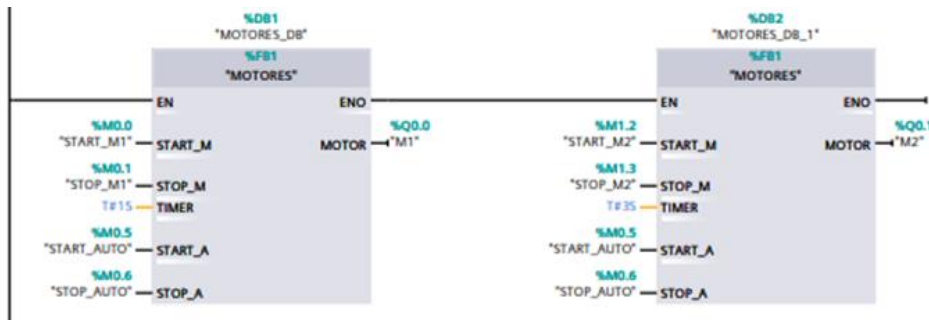 %DB1
"MOTORES_DB"
%FB1
"MOTORES"
EN ENO
%M0.0
"START_M1" START_M
%Q0.0
MOTOR "M1"
%M0.1
"STOP_M1" STOP_M
T#1S TIMER
%M0.5
"START_AUTO" START_A
%M0.6
"STOP_AUTO" STOP_A
%DB2
"MOTORES_DB_1"
%FB1
"MOTORES"
EN ENO
%M1.2
"START_M2" START_M
%Q0.1
MOTOR "M2"
%M1.3
"STOP_M2" STOP_M
T#3S TIMER
%M0.5
"START_AUTO" START_A
%M0.6
"STOP_AUTO" STOP_A